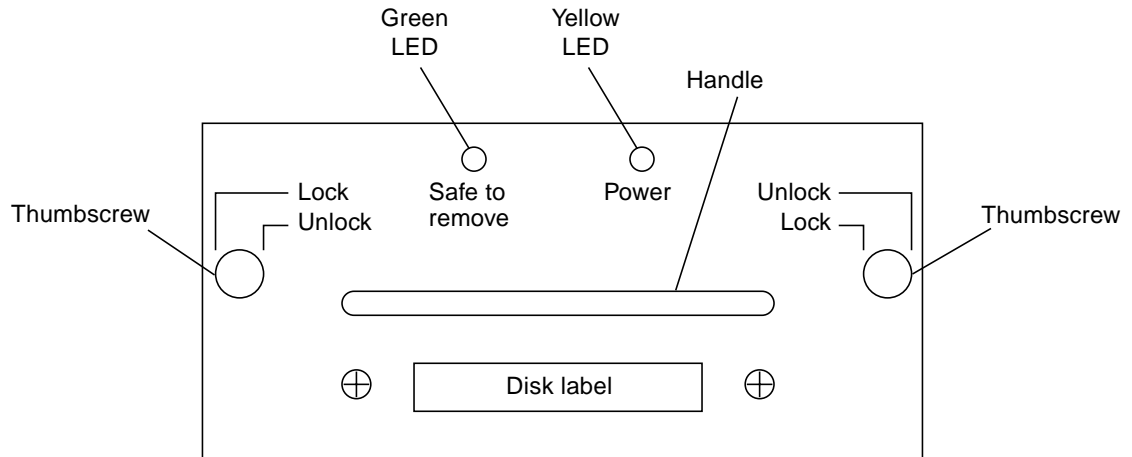 Green
LED
Yellow
LED
Handle
Lock
Unlock
Safe to
remove
Power
Unlock
Lock
Thumbscrew
Thumbscrew
Disk label